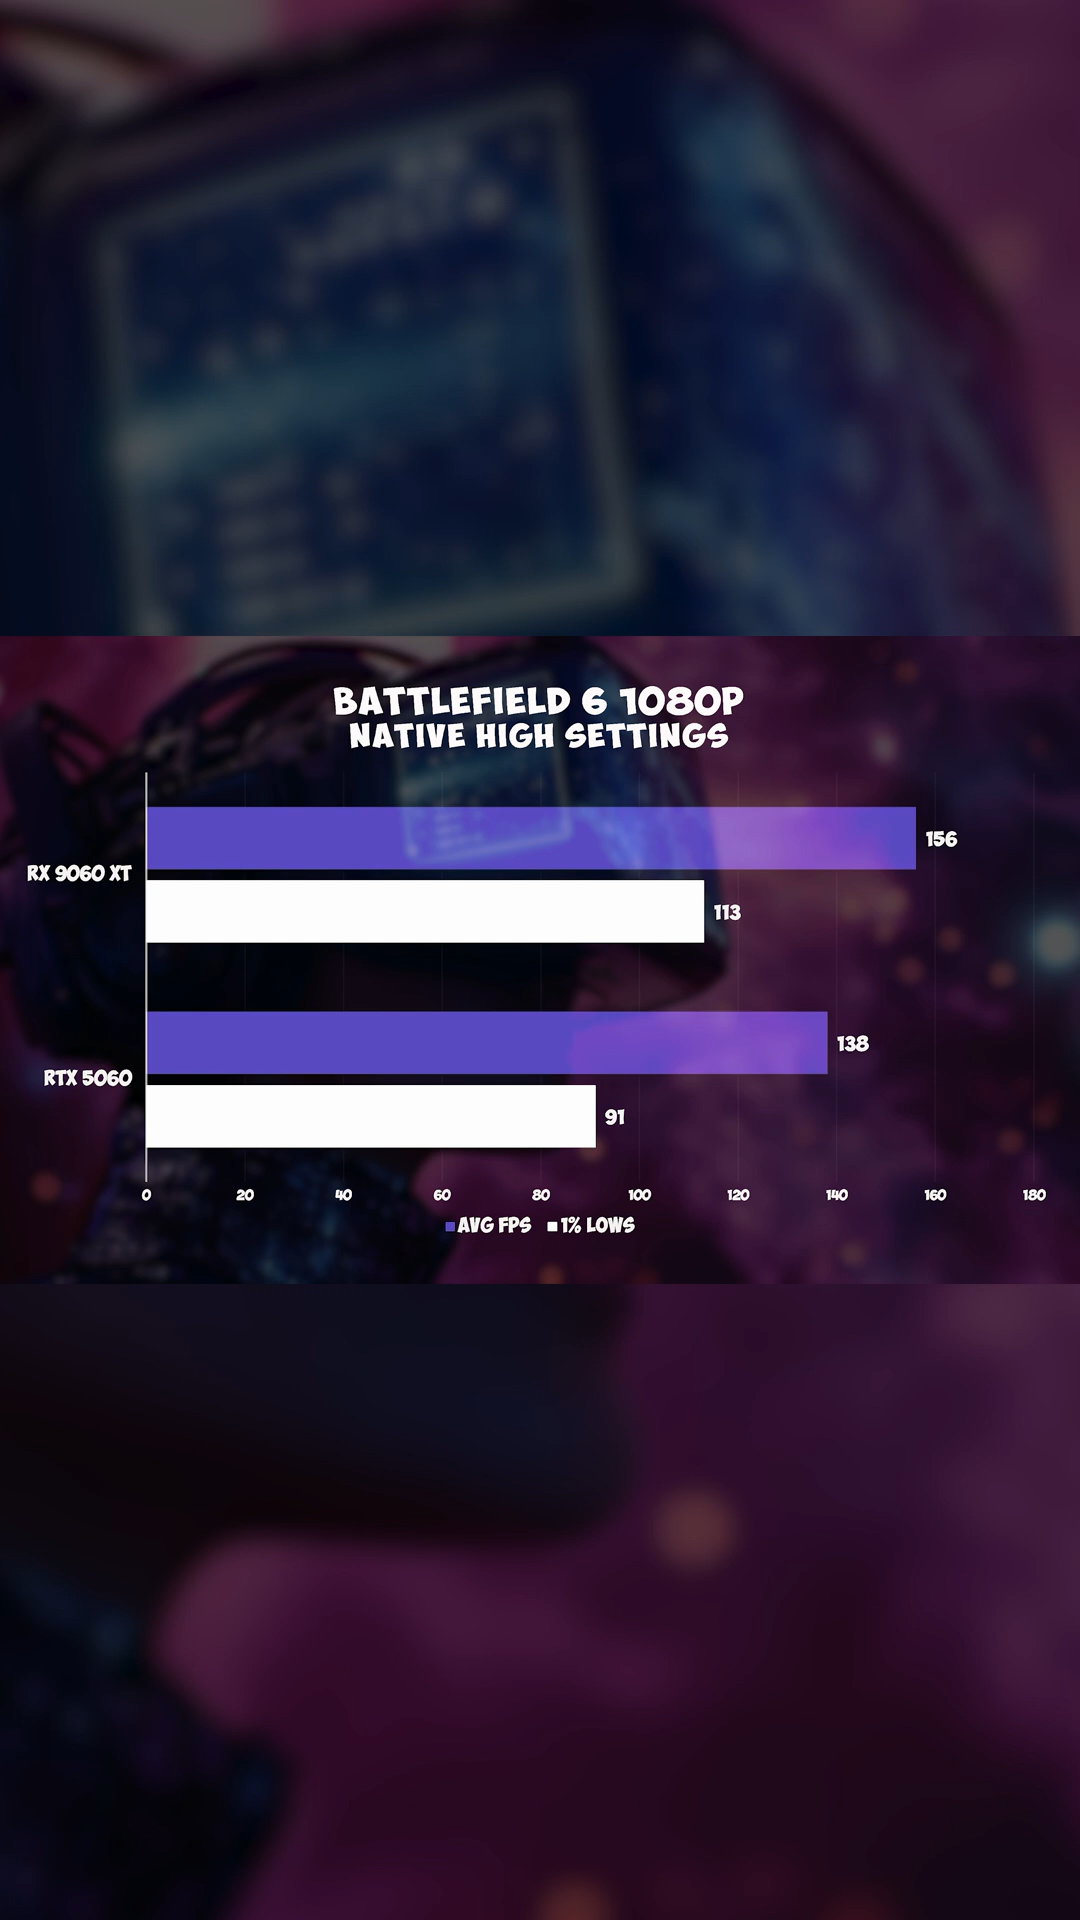 BATTLEFIELD 6 1080P
NATIVE HIGH SETTINGS
RX 9060 XT
156
113
RTX 5060
138
91
0 20 40 60 80 100 120 140 160 180
AVG FPS 1% LOWS